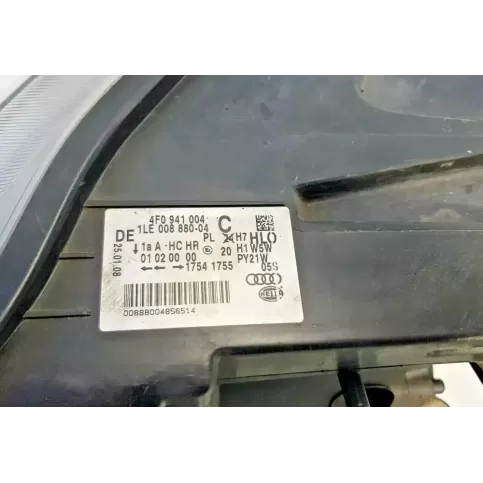 4F0 941 004 C
DE 1LE 008 880-04
1a A -HC HR PL H7 HLO
01 02 00 00 20 H1 W5W
PY21W
1754 1755 05S
25.01.08
00888004856514
HELLA